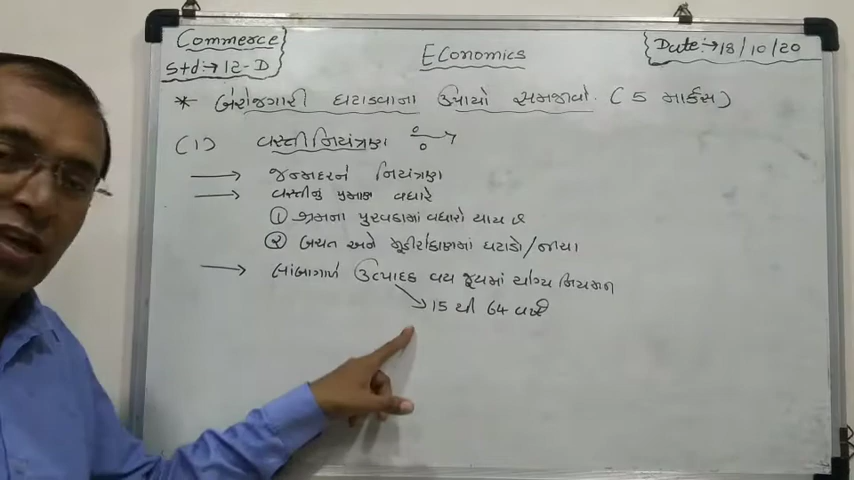 Commerce
Std:→ 12-D
Economics
Date:→ 18/10/20
* બેરોજગારી ઘટાડવાના ઉપાયો સમજાવો. (5 માર્કસ)
(1) વસ્તી નિયંત્રણ :→
→ જન્મદરનું નિયંત્રણ
→ વસ્તીનું પ્રમાણ વધારે
① શ્રમના પુરવઠામાં વધારો થાય છે
② બચત અને મૂડીરોકાણમાં ઘટાડો/નીચા
→ લાંબાગાળે ઉત્પાદક વય જૂથમાં યોગ્ય નિયમન
→ 15 થી 64 વર્ષ